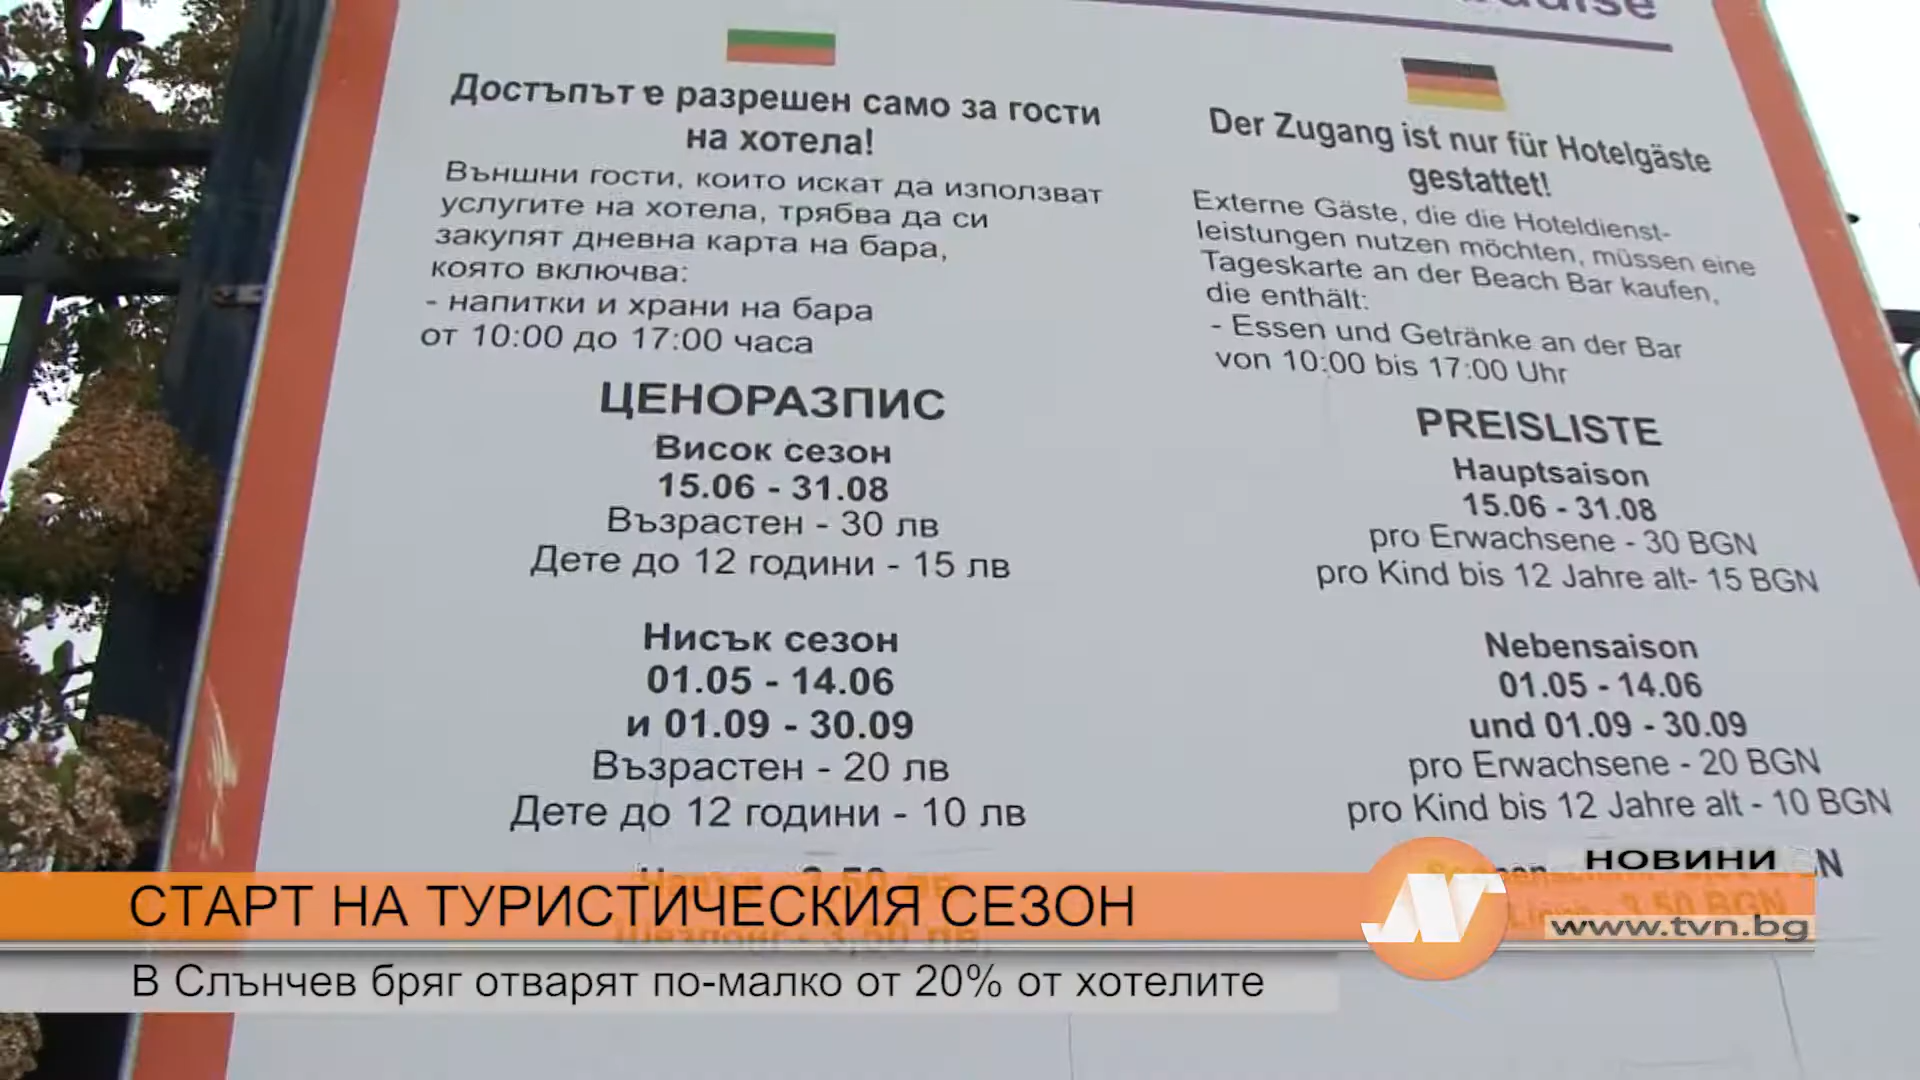 Достъпът е разрешен само за гости
на хотела!
Външни гости, които искат да използват
услугите на хотела, трябва да си
закупят дневна карта на бара,
която включва:
- напитки и храни на бара
от 10:00 до 17:00 часа
ЦЕНОРАЗПИС
Висок сезон
15.06 - 31.08
Възрастен - 30 лв
Дете до 12 години - 15 лв
Нисък сезон
01.05 - 14.06
и 01.09 - 30.09
Възрастен - 20 лв
Дете до 12 години - 10 лв
Шезлонг - 3,50 лв.
Der Zugang ist nur für Hotelgäste
gestattet!
Externe Gäste, die die Hoteldienst-
leistungen nutzen möchten, müssen eine
Tageskarte an der Beach Bar kaufen,
die enthält:
- Essen und Getränke an der Bar
von 10:00 bis 17:00 Uhr
PREISLISTE
Hauptsaison
15.06 - 31.08
pro Erwachsene - 30 BGN
pro Kind bis 12 Jahre alt- 15 BGN
Nebensaison
01.05 - 14.06
und 01.09 - 30.09
pro Erwachsene - 20 BGN
pro Kind bis 12 Jahre alt - 10 BGN
3,50 BGN
СТАРТ НА ТУРИСТИЧЕСКИЯ СЕЗОН
В Слънчев бряг отварят по-малко от 20% от хотелите
НОВИНИ
www.tvn.bg